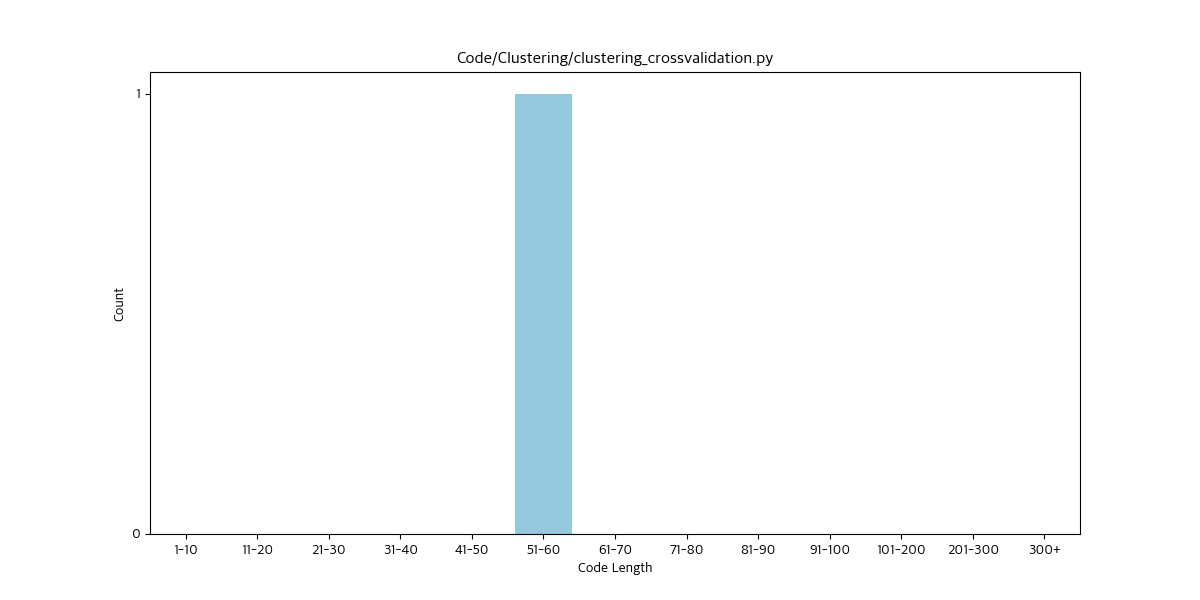 Code/Clustering/clustering_crossvalidation.py
1
Count
0
1-10 11-20 21-30 31-40 41-50 51-60 61-70 71-80 81-90 91-100 101-200 201-300 300+
Code Length